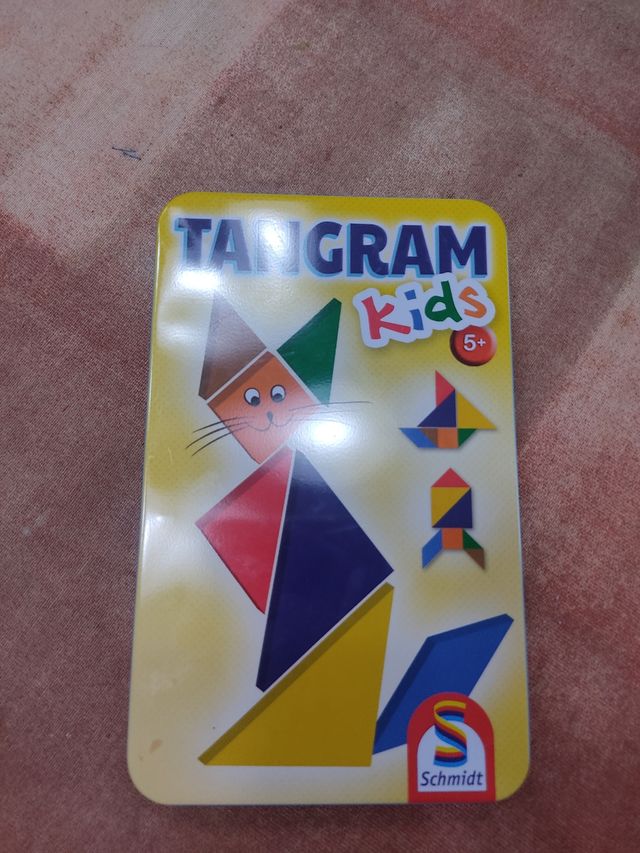 TANGRAM
Kids
5+
Schmidt